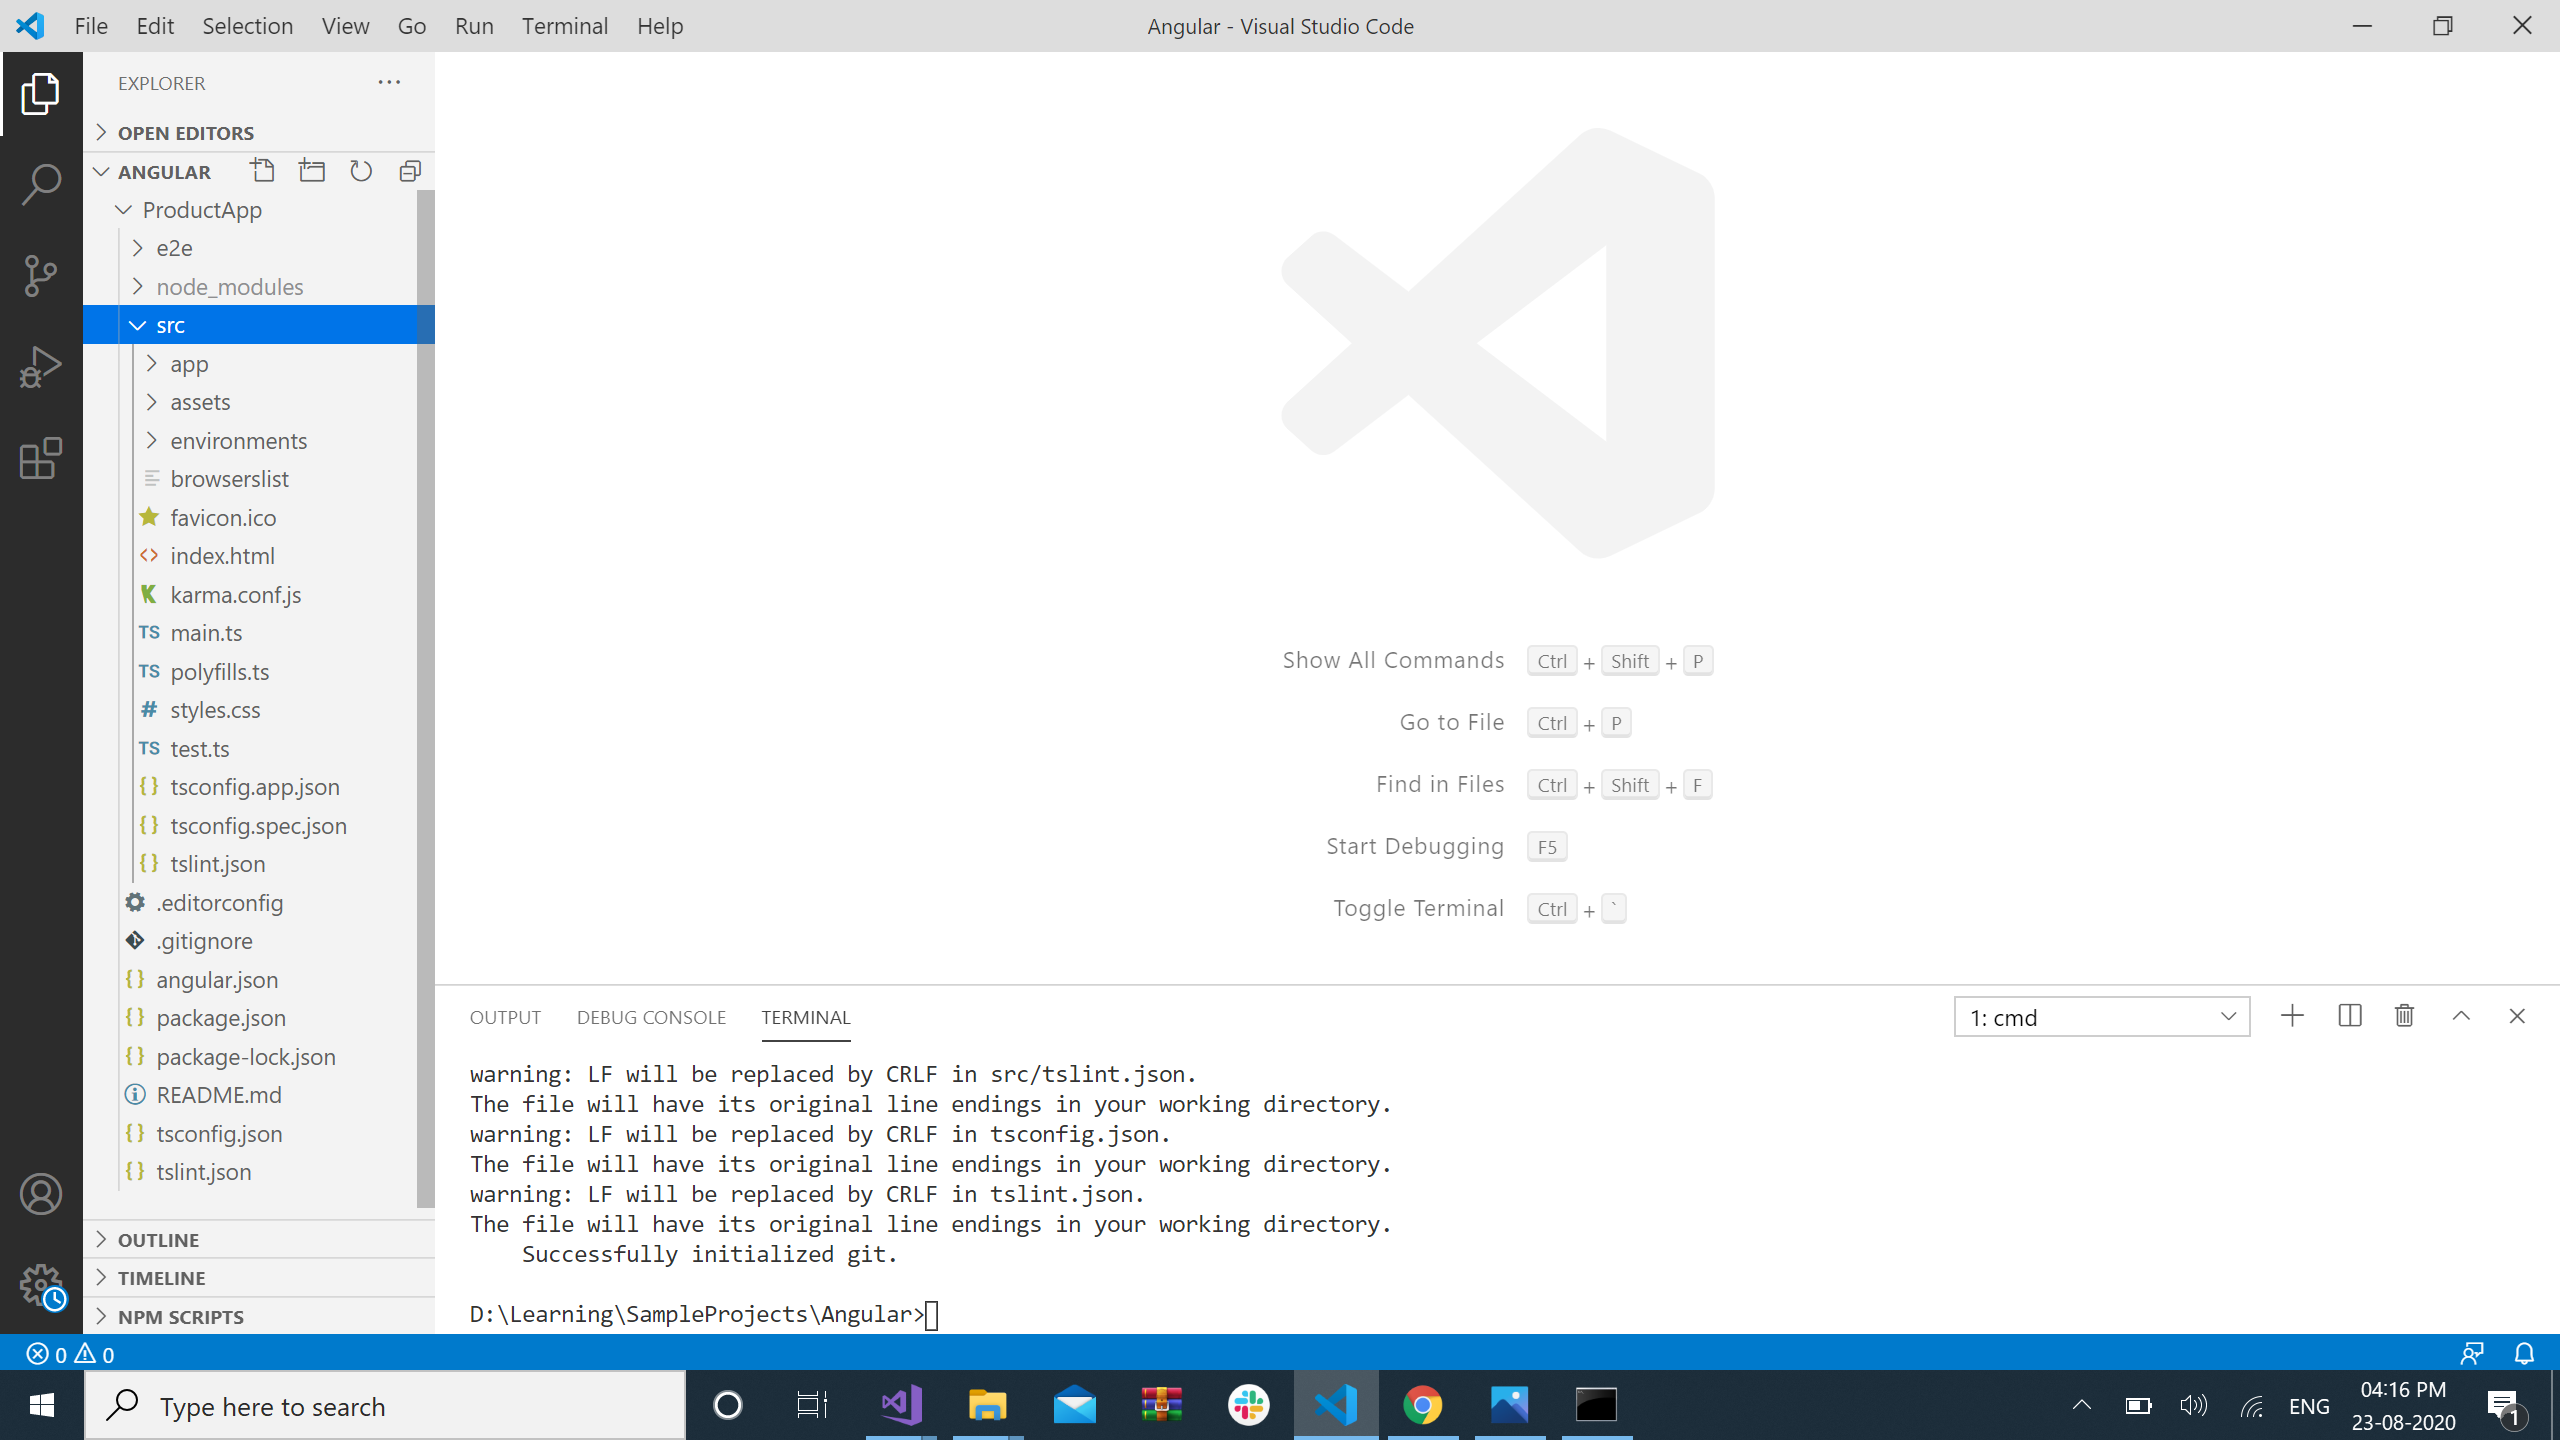 File Edit Selection View Go Run Terminal Help
Angular - Visual Studio Code
EXPLORER
OPEN EDITORS
ANGULAR
ProductApp
e2e
node_modules
src
app
assets
environments
browserslist
favicon.ico
index.html
karma.conf.js
TS main.ts
TS polyfills.ts
# styles.css
TS test.ts
{} tsconfig.app.json
{} tsconfig.spec.json
{} tslint.json
.editorconfig
.gitignore
{} angular.json
{} package.json
{} package-lock.json
README.md
{} tsconfig.json
{} tslint.json
OUTLINE
TIMELINE
NPM SCRIPTS
Show All Commands Ctrl + Shift + P
Go to File Ctrl + P
Find in Files Ctrl + Shift + F
Start Debugging F5
Toggle Terminal Ctrl + `
OUTPUT DEBUG CONSOLE TERMINAL
1: cmd
warning: LF will be replaced by CRLF in src/tslint.json.
The file will have its original line endings in your working directory.
warning: LF will be replaced by CRLF in tsconfig.json.
The file will have its original line endings in your working directory.
warning: LF will be replaced by CRLF in tslint.json.
The file will have its original line endings in your working directory.
Successfully initialized git.
D:\Learning\SampleProjects\Angular>
0 0
Type here to search
ENG
04:16 PM
23-08-2020
1